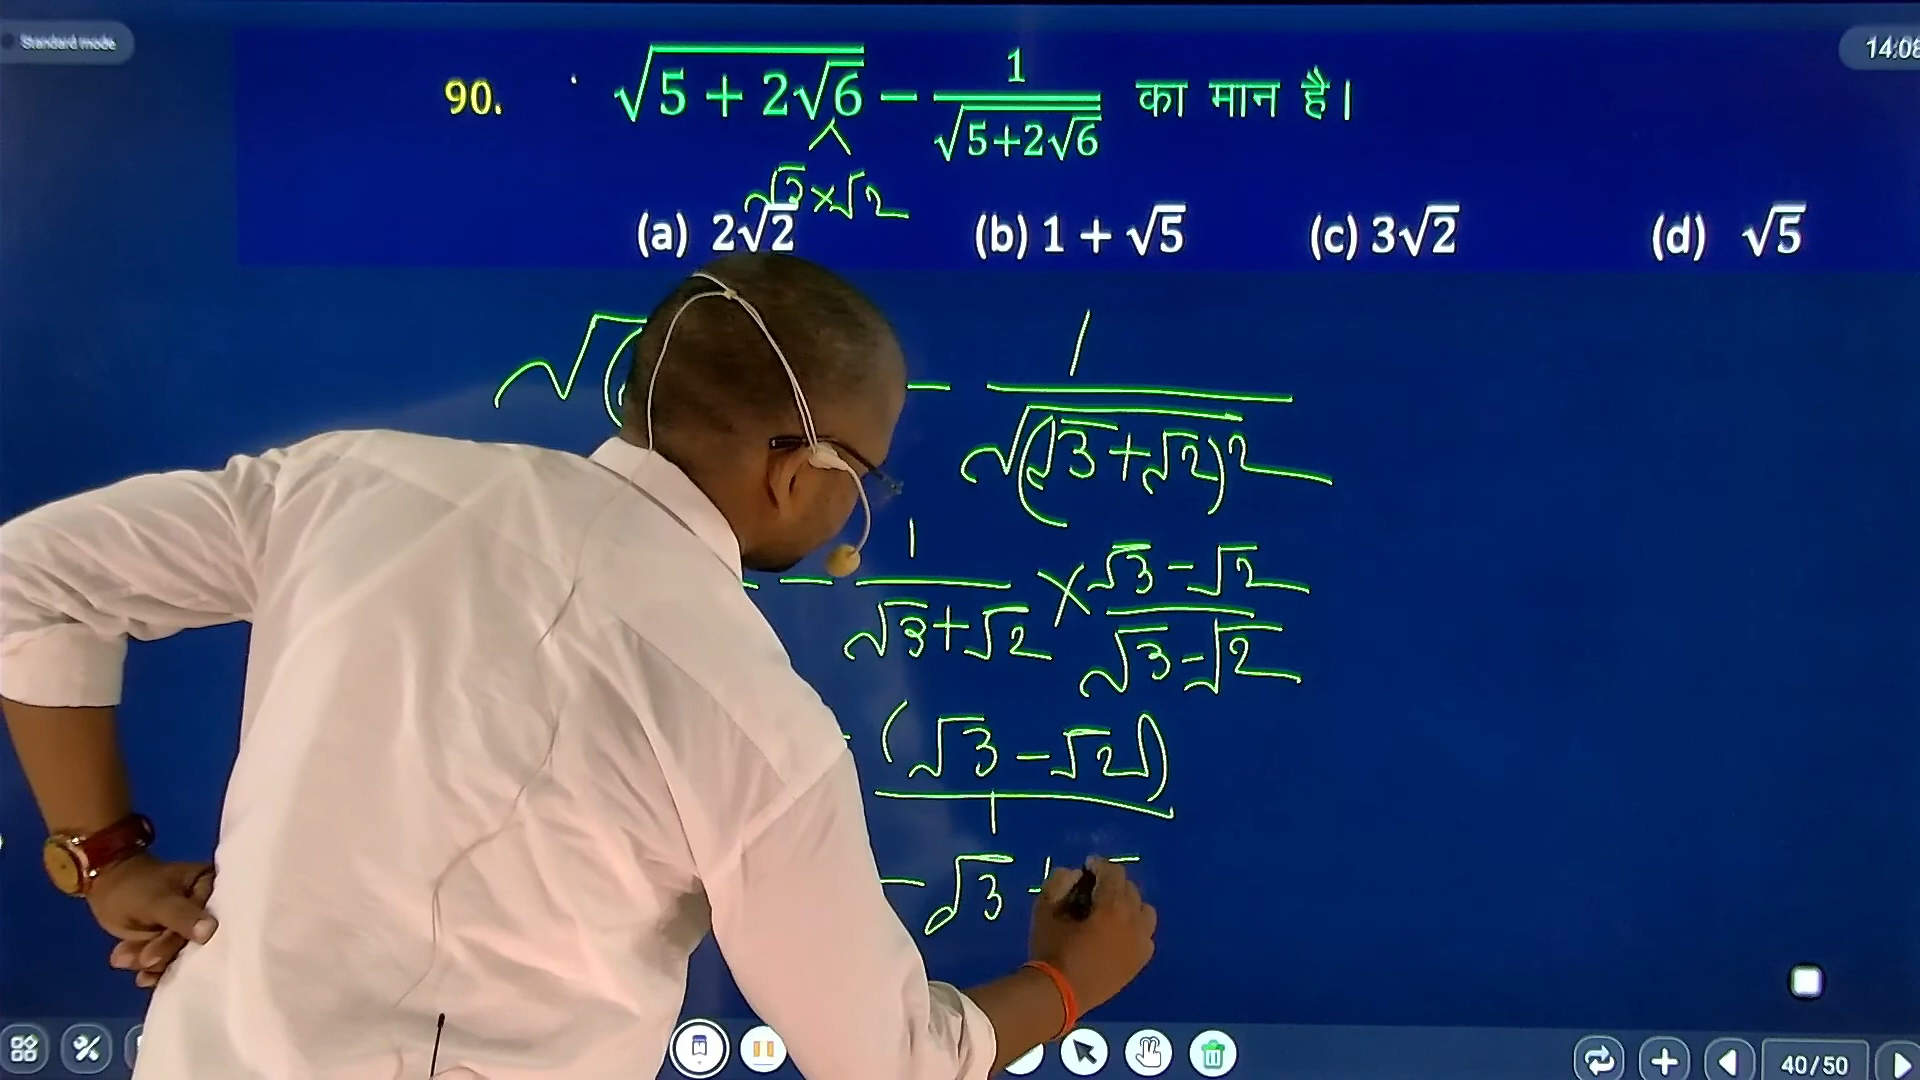 Standard mode
14:08
90. √(5 + 2√6) − 1/√(5+2√6) का मान है।
√3 × √2
(a) 2√2 (b) 1 + √5 (c) 3√2 (d) √5
√( − 1/√(√3+√2)²
− 1/(√3+√2) × (√3−√2)/(√3−√2)
− (√3−√2)/1
− √3 +
40/50